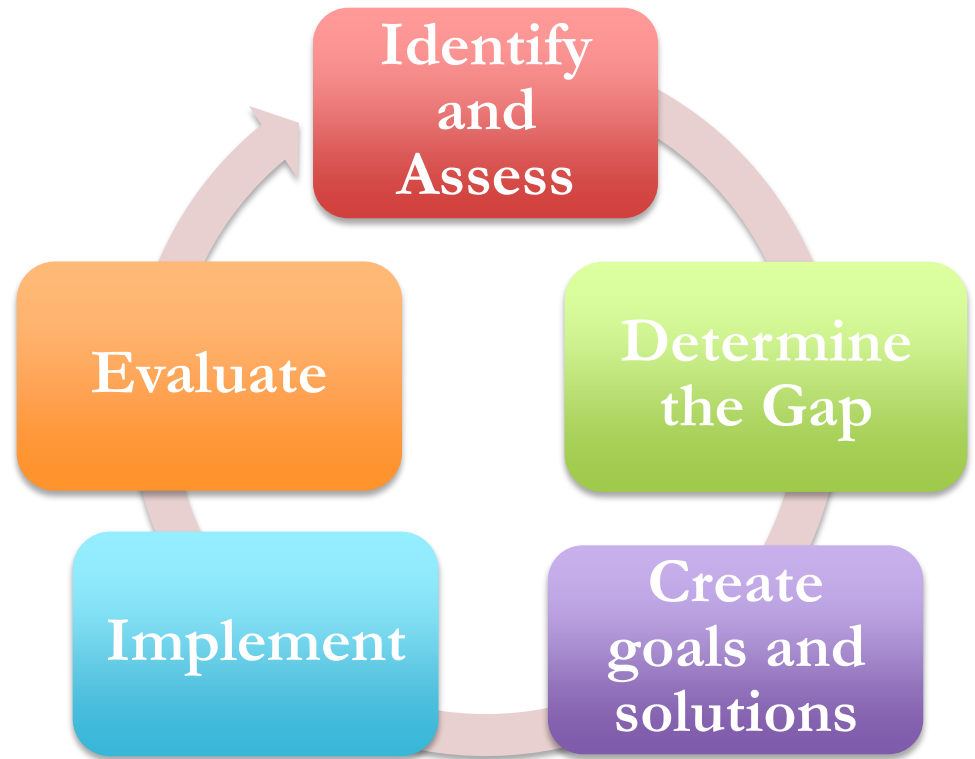 Identify
and
Assess
Determine
the Gap
Create
goals and
solutions
Implement
Evaluate